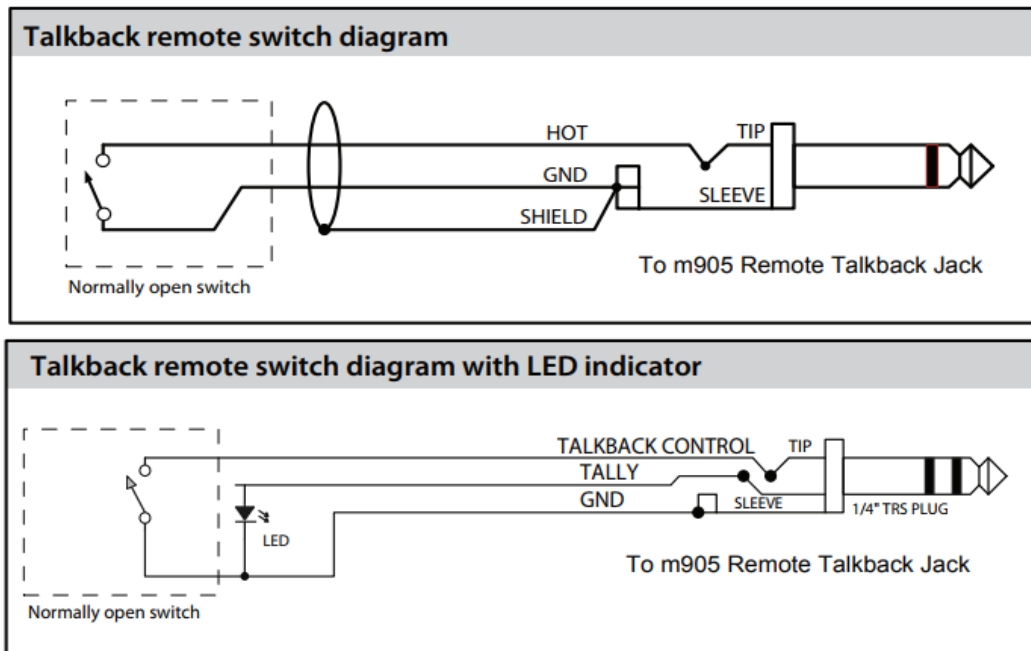 Talkback remote switch diagram
HOT
TIP
GND
SLEEVE
SHIELD
To m905 Remote Talkback Jack
Normally open switch
Talkback remote switch diagram with LED indicator
TALKBACK CONTROL
TIP
TALLY
GND
SLEEVE
1/4" TRS PLUG
LED
To m905 Remote Talkback Jack
Normally open switch